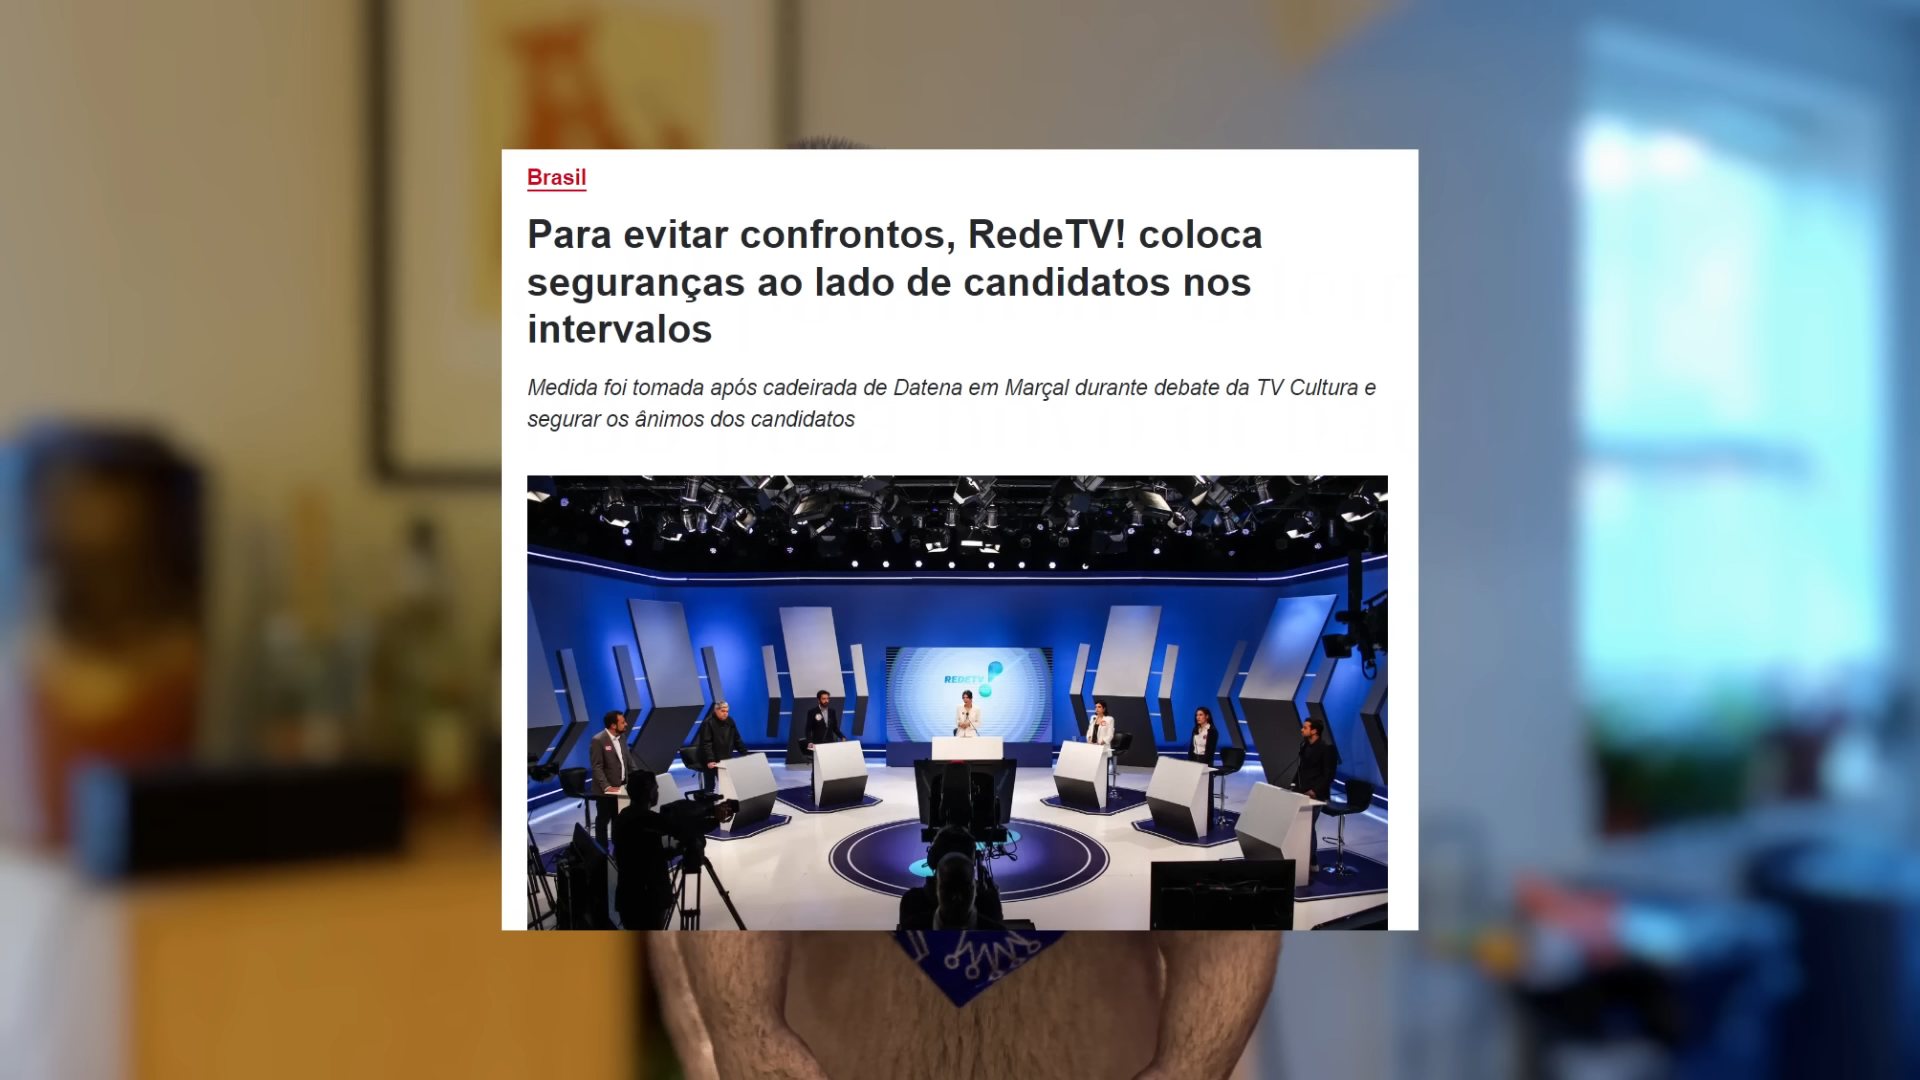 Brasil
Para evitar confrontos, RedeTV! coloca
seguranças ao lado de candidatos nos
intervalos
Medida foi tomada após cadeirada de Datena em Marçal durante debate da TV Cultura e
segurar os ânimos dos candidatos
REDETV